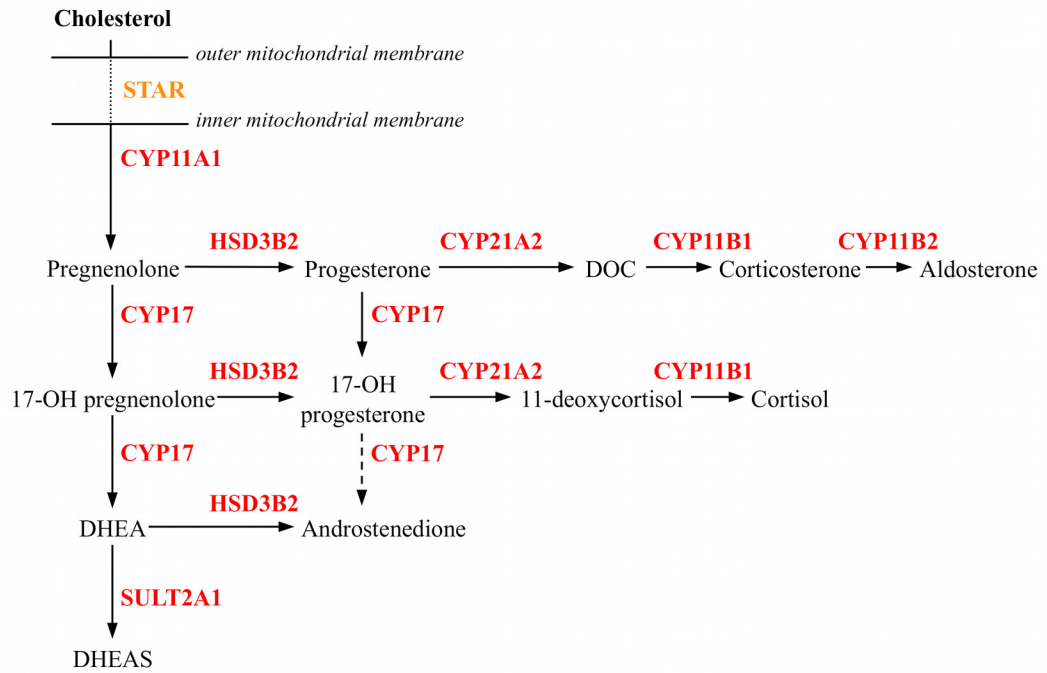 Cholesterol
outer mitochondrial membrane
STAR
inner mitochondrial membrane
CYP11A1
HSD3B2 CYP21A2 CYP11B1 CYP11B2
Pregnenolone Progesterone DOC Corticosterone Aldosterone
CYP17 CYP17
HSD3B2 CYP21A2 CYP11B1
17-OH pregnenolone 17-OH progesterone 11-deoxycortisol Cortisol
CYP17 CYP17
HSD3B2
DHEA Androstenedione
SULT2A1
DHEAS